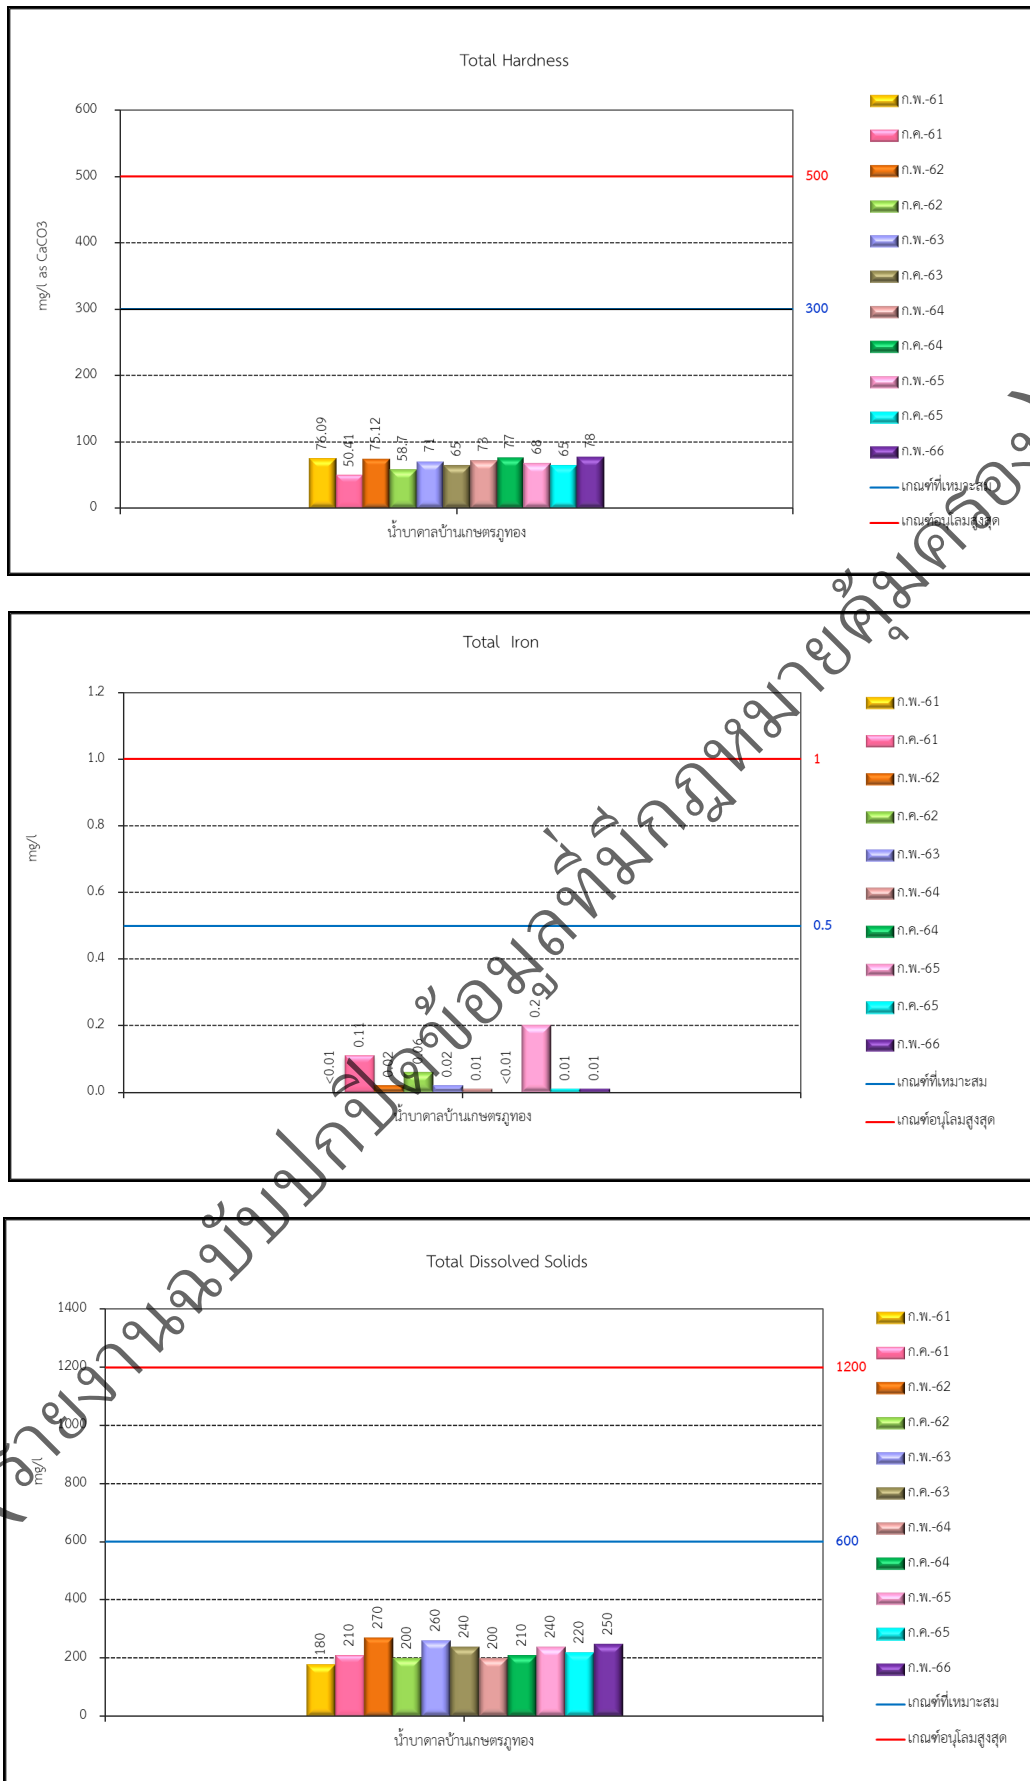 Total Hardness
600
500
400
300
200
100
0
mg/l as CaCO3
500
300
76.09
50.41
75.12
58.7
71
65
73
77
68
65
78
น้ำบาดาลบ้านเกษตรภูทอง
ก.พ.-61
ก.ค.-61
ก.พ.-62
ก.ค.-62
ก.พ.-63
ก.ค.-63
ก.พ.-64
ก.ค.-64
ก.พ.-65
ก.ค.-65
ก.พ.-66
เกณฑ์ที่เหมาะสม
เกณฑ์อนุโลมสูงสุด
Total Iron
1.2
1.0
0.8
0.6
0.4
0.2
0.0
mg/l
1
0.5
<0.01
0.11
0.02
0.06
0.02
0.01
<0.01
0.2
0.01
0.01
น้ำบาดาลบ้านเกษตรภูทอง
ก.พ.-61
ก.ค.-61
ก.พ.-62
ก.ค.-62
ก.พ.-63
ก.พ.-64
ก.ค.-64
ก.พ.-65
ก.ค.-65
ก.พ.-66
เกณฑ์ที่เหมาะสม
เกณฑ์อนุโลมสูงสุด
Total Dissolved Solids
1400
1200
1000
800
600
400
200
0
mg/l
1200
600
180
210
270
200
260
240
200
210
240
220
250
น้ำบาดาลบ้านเกษตรภูทอง
ก.พ.-61
ก.ค.-61
ก.พ.-62
ก.ค.-62
ก.พ.-63
ก.ค.-63
ก.พ.-64
ก.ค.-64
ก.พ.-65
ก.ค.-65
ก.พ.-66
เกณฑ์ที่เหมาะสม
เกณฑ์อนุโลมสูงสุด
(รายงานฉบับปกปิดข้อมูลที่มีกฎหมายคุ้มครอง)